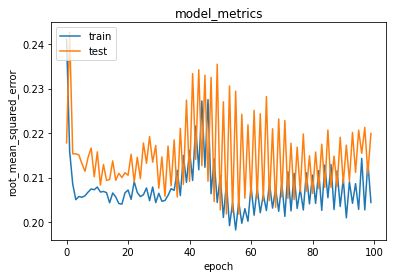 model_metrics
train
test
root_mean_squared_error
0.24
0.23
0.22
0.21
0.20
0 20 40 60 80 100
epoch